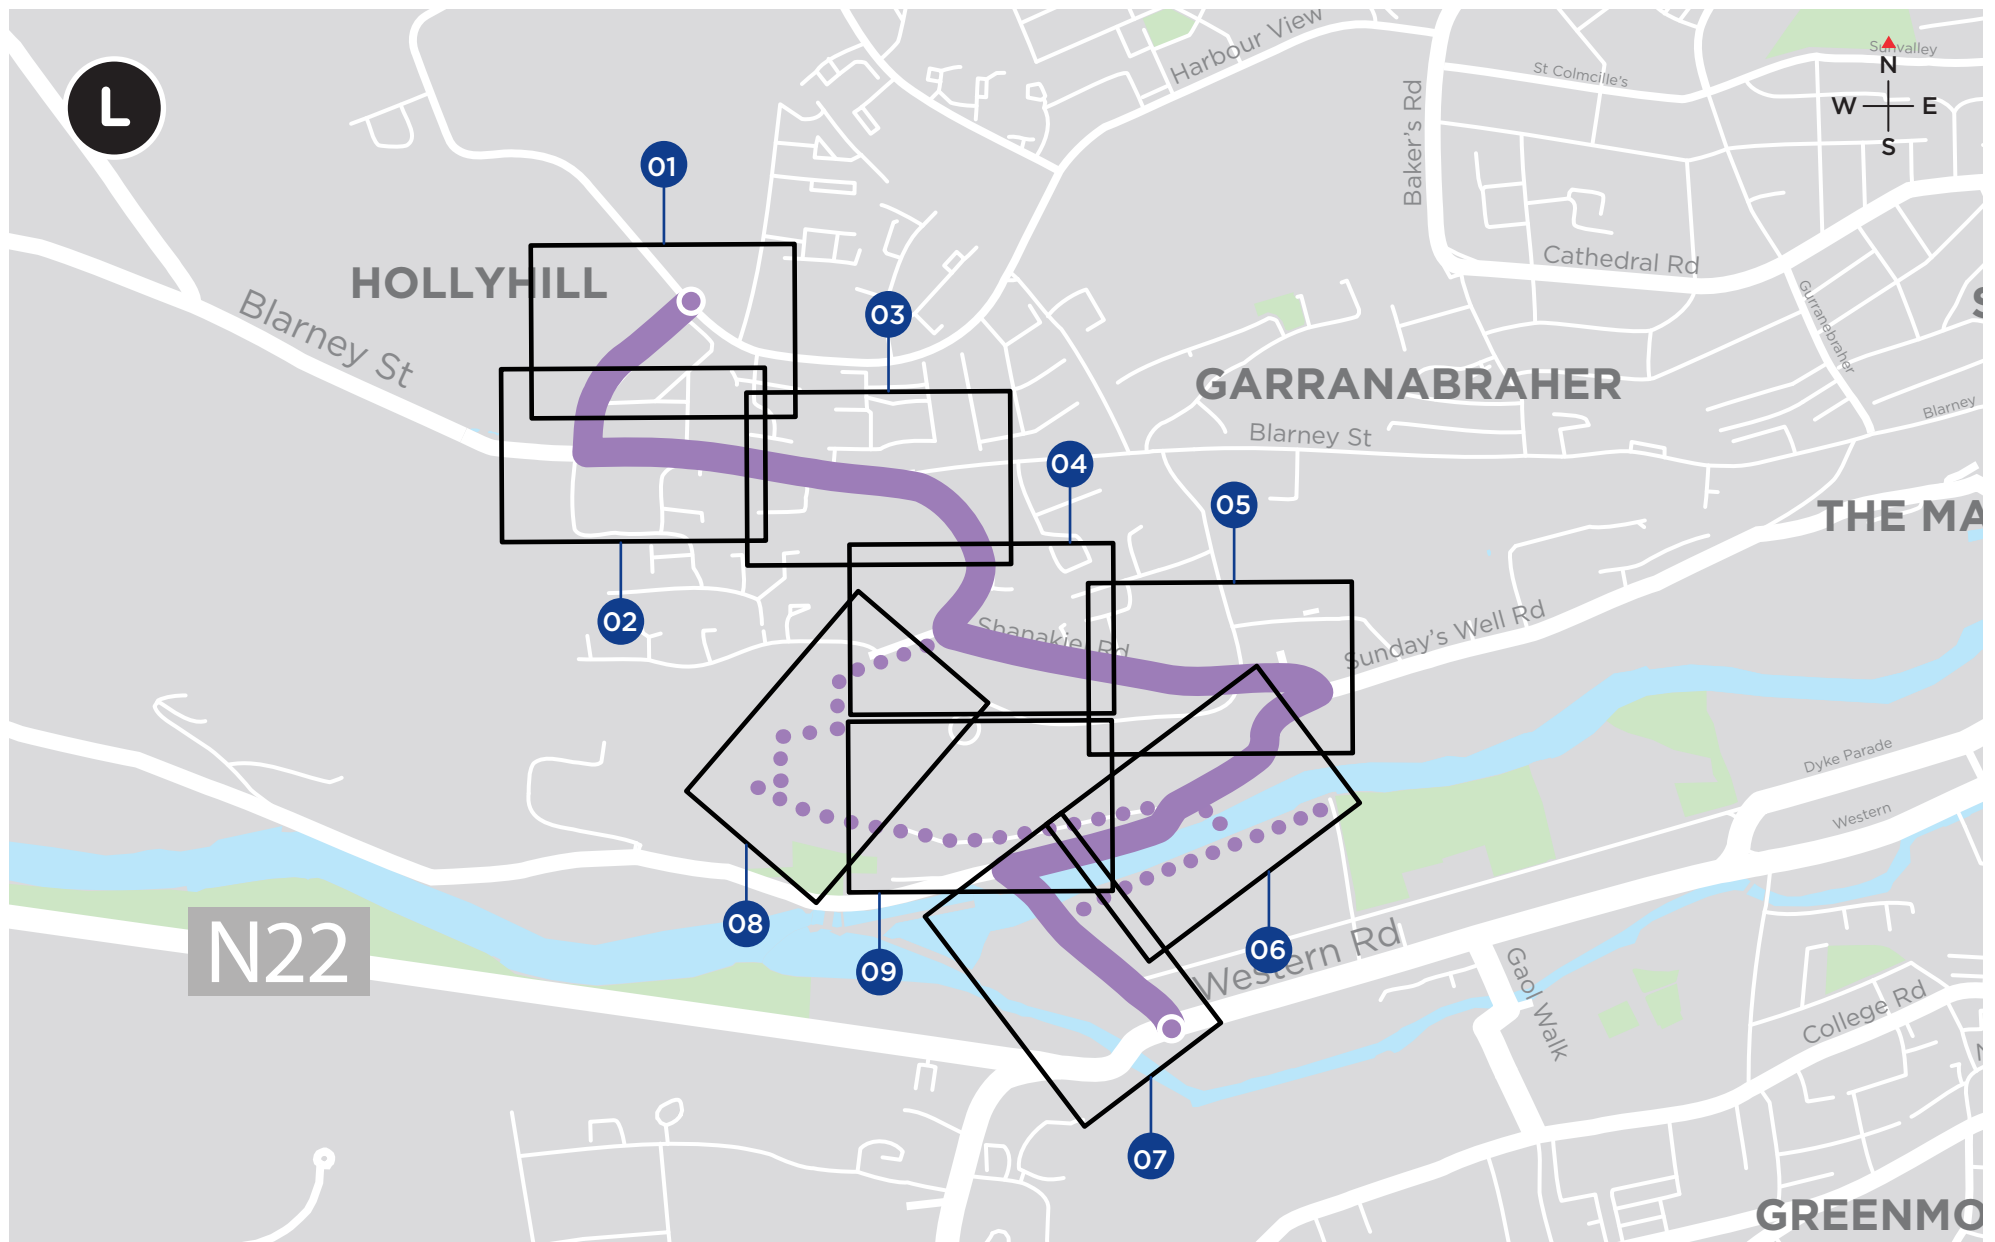 Harbour View
Sunvalley
N
W E
S
St Colmcille's
L
Baker's Rd
01
Cathedral Rd
HOLLYHILL
Blarney St
03
Gurranebraher
S
GARRANABRAHER
Blarney
Blarney St
04
05
THE MA
02
Shanakiel Rd
Sunday's Well Rd
Dyke Parade
Western
08
N22
09
06
Western Rd
Gaol Walk
College Rd
07
GREENMO